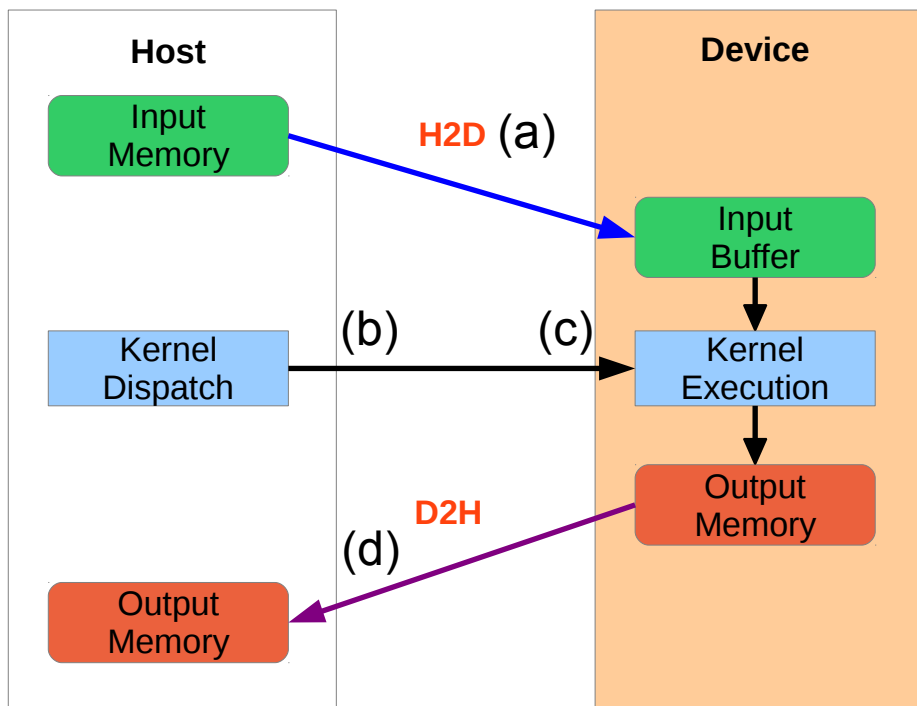 Host
Device
Input
Memory
H2D (a)
Input
Buffer
(b)
(c)
Kernel
Dispatch
Kernel
Execution
D2H
(d)
Output
Memory
Output
Memory